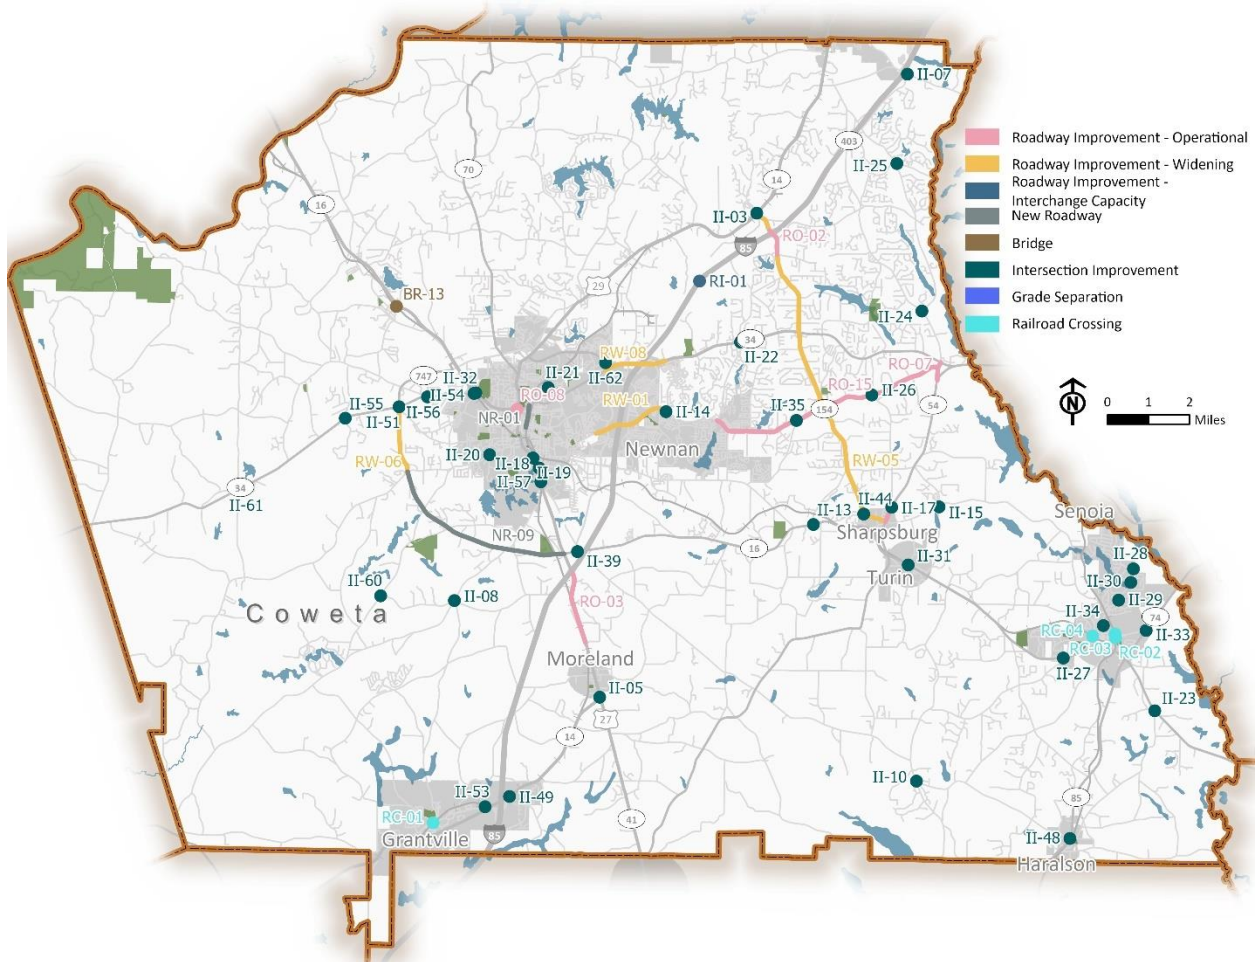 II-07
403
Roadway Improvement - Operational
Roadway Improvement - Widening
Roadway Improvement -
Interchange Capacity
New Roadway
Bridge
Intersection Improvement
Grade Separation
Railroad Crossing
70
14
II-25
16
II-03
RO-02
85
RI-01
29
BR-13
II-24
N
0 1 2
Miles
34
II-22
RW-08
II-62
RO-07
747
II-32
II-21
II-54
RO-08
RO-15
II-26
II-55
II-56
II-51
NR-01
RW-01
II-14
II-35
154
54
Newnan
II-20
II-18
II-19
II-57
RW-06
RW-05
34
II-61
II-44
II-17
II-15
II-13
Sharpsburg
Senoia
NR-09
16
II-39
II-31
Turin
II-28
II-30
II-29
II-60
II-08
RO-03
Coweta
II-34
74
II-33
RC-04
RC-03
RC-02
II-27
Moreland
II-05
27
II-23
14
II-10
II-53
II-49
85
RC-01
41
Grantville
85
II-48
Haralson